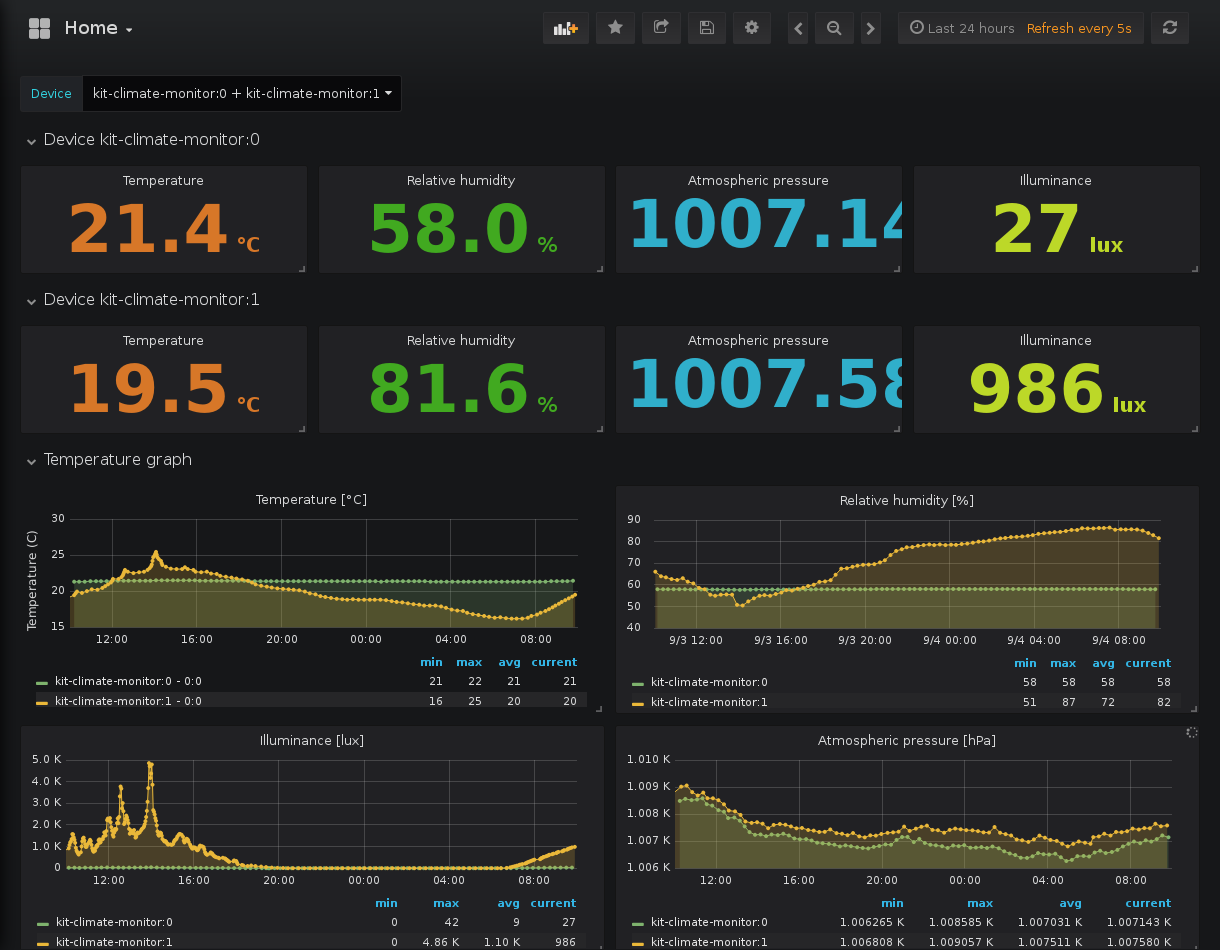 Home
Last 24 hours Refresh every 5s
Device kit-climate-monitor:0 + kit-climate-monitor:1
Device kit-climate-monitor:0
Temperature Relative humidity Atmospheric pressure Illuminance
21.4 °C 58.0 % 1007.14 27 lux
Device kit-climate-monitor:1
Temperature Relative humidity Atmospheric pressure Illuminance
19.5 °C 81.6 % 1007.58 986 lux
Temperature graph
Temperature [°C]
Temperature (C)
30
25
20
15
12:00 16:00 20:00 00:00 04:00 08:00
min max avg current
kit-climate-monitor:0 - 0:0 21 22 21 21
kit-climate-monitor:1 - 0:0 16 25 20 20
Relative humidity [%]
90
80
70
60
50
40
9/3 12:00 9/3 16:00 9/3 20:00 9/4 00:00 9/4 04:00 9/4 08:00
min max avg current
kit-climate-monitor:0 58 58 58 58
kit-climate-monitor:1 51 87 72 82
Illuminance [lux]
5.0 K
4.0 K
3.0 K
2.0 K
1.0 K
0
12:00 16:00 20:00 00:00 04:00 08:00
min max avg current
kit-climate-monitor:0 0 42 9 27
kit-climate-monitor:1 0 4.86 K 1.10 K 986
Atmospheric pressure [hPa]
1.010 K
1.009 K
1.008 K
1.007 K
1.006 K
12:00 16:00 20:00 00:00 04:00 08:00
min max avg current
kit-climate-monitor:0 1.006265 K 1.008585 K 1.007031 K 1.007143 K
kit-climate-monitor:1 1.006808 K 1.009057 K 1.007511 K 1.007580 K